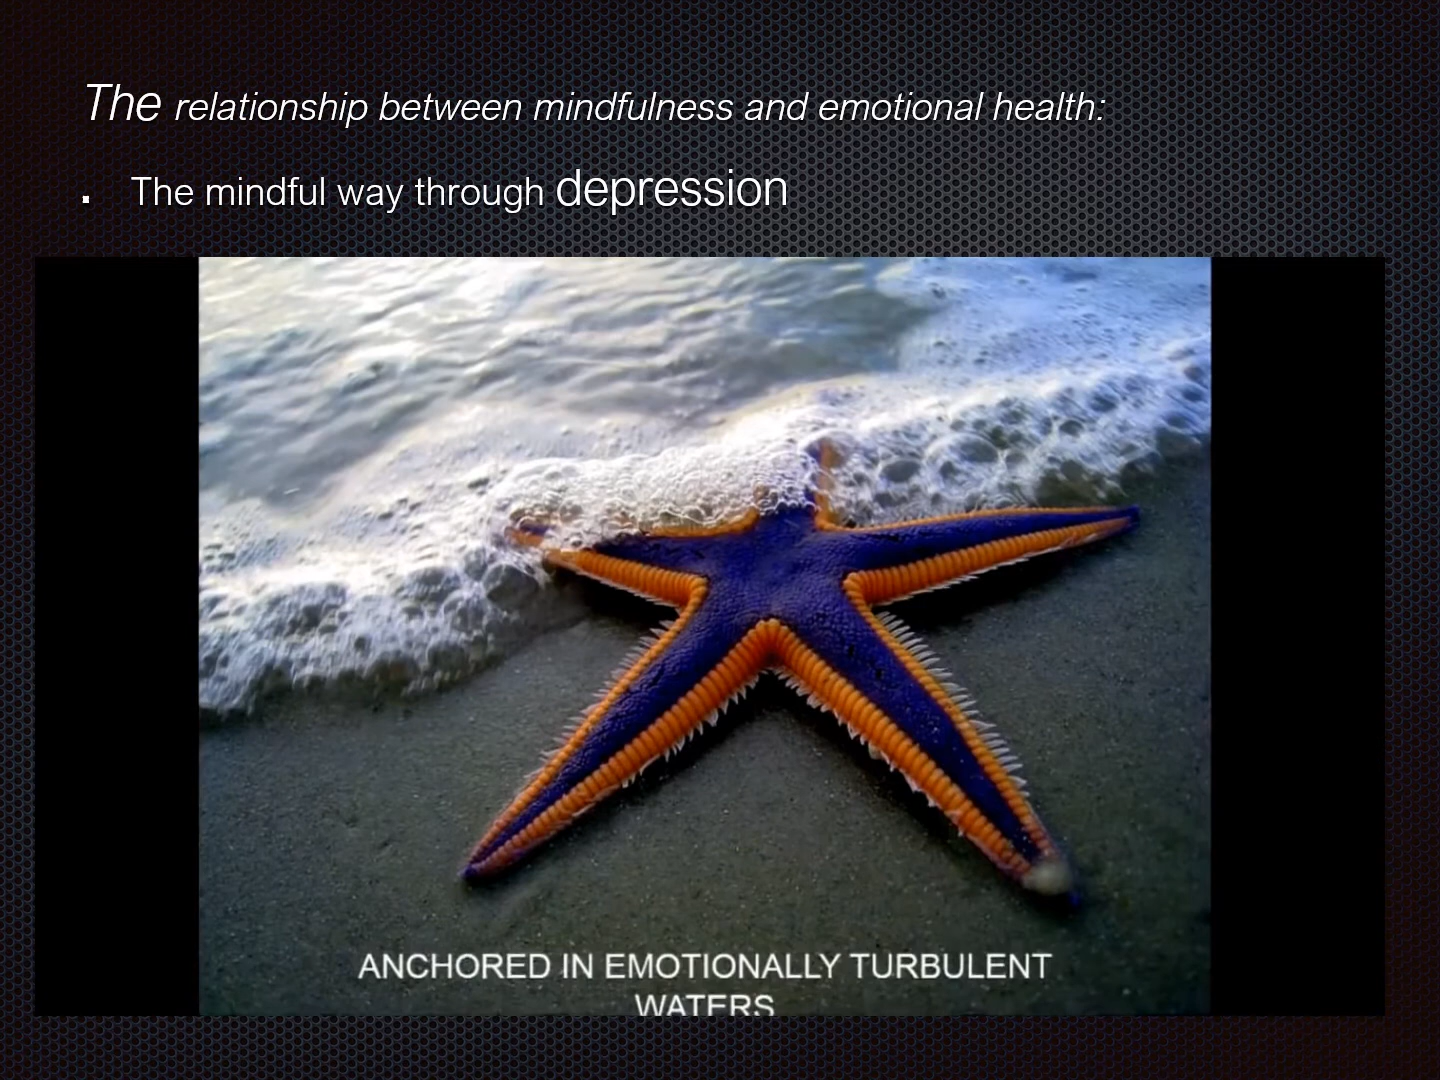 The relationship between mindfulness and emotional health:
▪ The mindful way through depression
ANCHORED IN EMOTIONALLY TURBULENT
WATERS